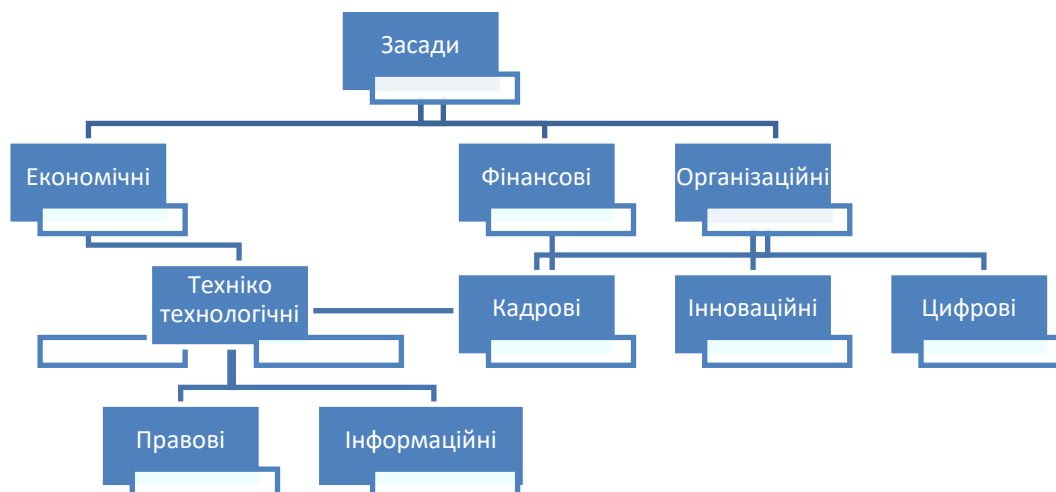 Засади
Економічні
Фінансові
Організаційні
Техніко
технологічні
Кадрові
Інноваційні
Цифрові
Правові
Інформаційні